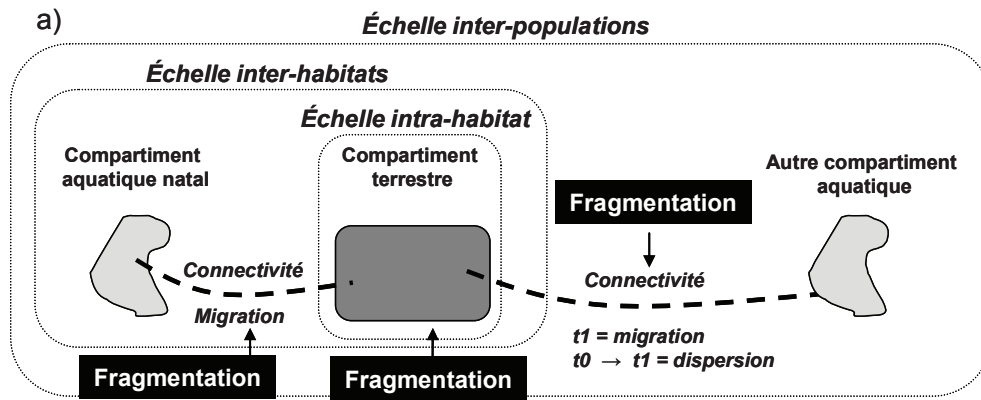 a)
Échelle inter-populations
Échelle inter-habitats
Échelle intra-habitat
Compartiment
aquatique natal
Compartiment
terrestre
Autre compartiment
aquatique
Fragmentation
Connectivité
Migration
Connectivité
t1 = migration
t0 → t1 = dispersion
Fragmentation
Fragmentation